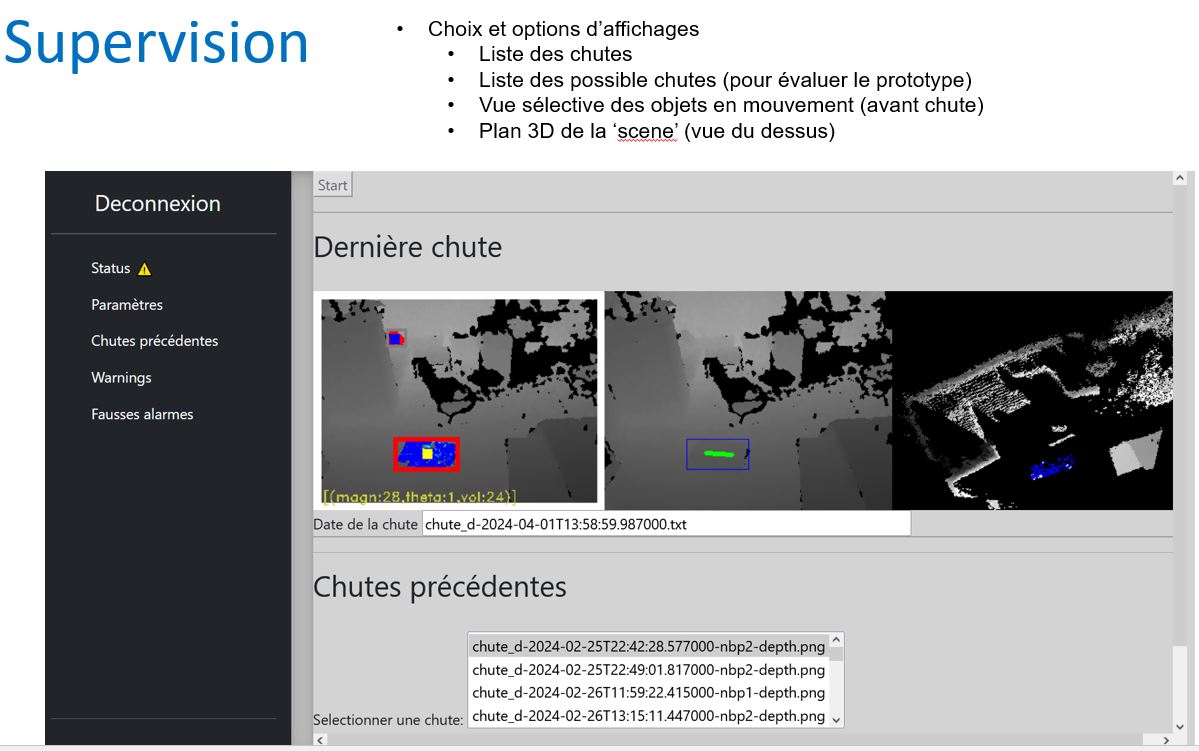 Supervision
• Choix et options d’affichages
• Liste des chutes
• Liste des possible chutes (pour évaluer le prototype)
• Vue sélective des objets en mouvement (avant chute)
• Plan 3D de la ‘scene’ (vue du dessus)
Deconnexion
Status
Paramètres
Chutes précédentes
Warnings
Fausses alarmes
Start
Dernière chute
[(magn:28,theta:1,vol:24)]
Date de la chute chute_d-2024-04-01T13:58:59.987000.txt
Chutes précédentes
chute_d-2024-02-25T22:42:28.577000-nbp2-depth.png
chute_d-2024-02-25T22:49:01.817000-nbp2-depth.png
chute_d-2024-02-26T11:59:22.415000-nbp1-depth.png
chute_d-2024-02-26T13:15:11.447000-nbp2-depth.png
Selectionner une chute: